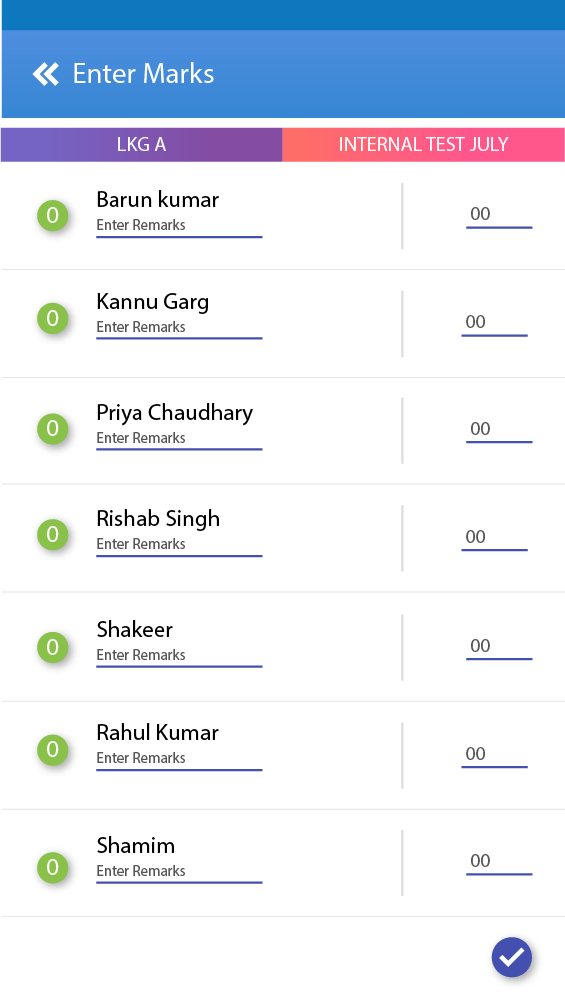 Enter Marks
LKG A
INTERNAL TEST JULY
0
Barun kumar
Enter Remarks
00
0
Kannu Garg
Enter Remarks
00
0
Priya Chaudhary
Enter Remarks
00
0
Rishab Singh
Enter Remarks
00
0
Shakeer
Enter Remarks
00
0
Rahul Kumar
Enter Remarks
00
0
Shamim
Enter Remarks
00